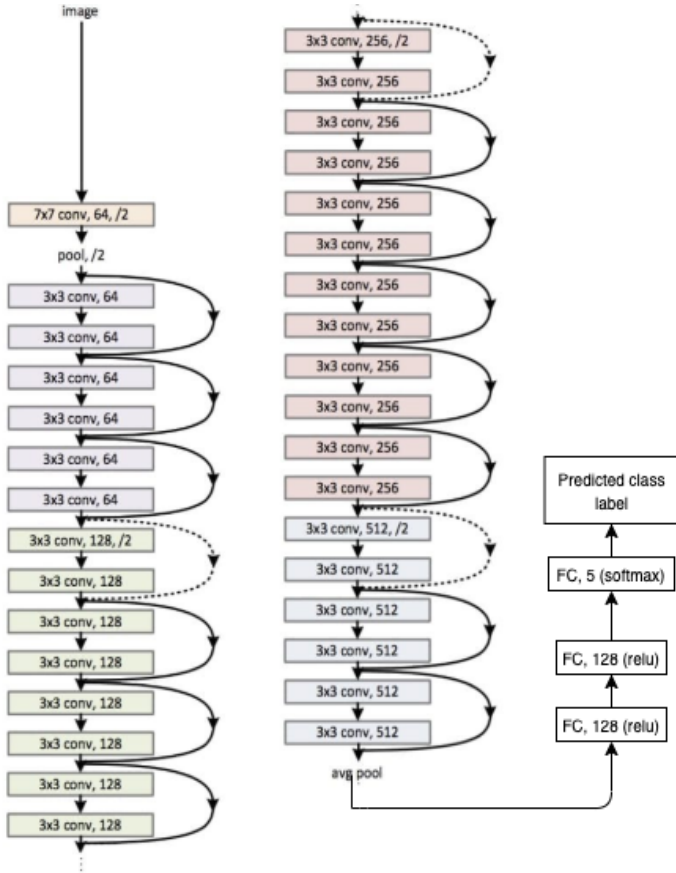 image
7x7 conv, 64, /2
pool, /2
3x3 conv, 64
3x3 conv, 64
3x3 conv, 64
3x3 conv, 64
3x3 conv, 64
3x3 conv, 64
3x3 conv, 128, /2
3x3 conv, 128
3x3 conv, 128
3x3 conv, 128
3x3 conv, 128
3x3 conv, 128
3x3 conv, 128
3x3 conv, 128
3x3 conv, 256, /2
3x3 conv, 256
3x3 conv, 256
3x3 conv, 256
3x3 conv, 256
3x3 conv, 256
3x3 conv, 256
3x3 conv, 256
3x3 conv, 256
3x3 conv, 256
3x3 conv, 256
3x3 conv, 256
3x3 conv, 512, /2
3x3 conv, 512
3x3 conv, 512
3x3 conv, 512
3x3 conv, 512
3x3 conv, 512
avg pool
Predicted class
label
FC, 5 (softmax)
FC, 128 (relu)
FC, 128 (relu)